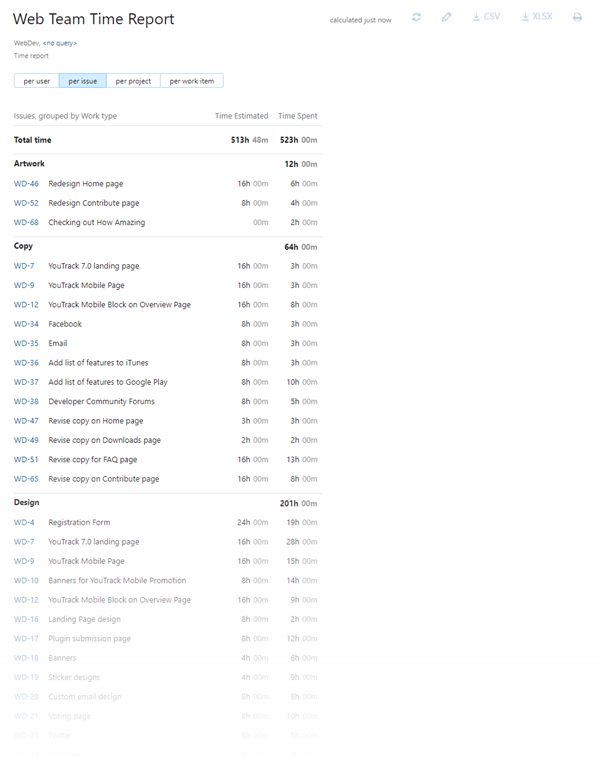 Web Team Time Report
calculated just now
CSV
XLSX
WebDev, <no query>
Time report
per user per issue per project per work item
Issues, grouped by Work type Time Estimated Time Spent
Total time 513h 48m 523h 00m
Artwork 12h 00m
WD-46 Redesign Home page 16h 00m 6h 00m
WD-52 Redesign Contribute page 8h 00m 4h 00m
WD-68 Checking out How Amazing 00m 2h 00m
Copy 64h 00m
WD-7 YouTrack 7.0 landing page 16h 00m 3h 00m
WD-9 YouTrack Mobile Page 16h 00m 3h 00m
WD-12 YouTrack Mobile Block on Overview Page 16h 00m 8h 00m
WD-34 Facebook 8h 00m 3h 00m
WD-35 Email 8h 00m 3h 00m
WD-36 Add list of features to iTunes 8h 00m 3h 00m
WD-37 Add list of features to Google Play 8h 00m 10h 00m
WD-38 Developer Community Forums 8h 00m 5h 00m
WD-47 Revise copy on Home page 3h 00m 3h 00m
WD-49 Revise copy on Downloads page 2h 00m 2h 00m
WD-51 Revise copy for FAQ page 16h 00m 13h 00m
WD-65 Revise copy on Contribute page 16h 00m 8h 00m
Design 201h 00m
WD-4 Registration Form 24h 00m 19h 00m
WD-7 YouTrack 7.0 landing page 16h 00m 28h 00m
WD-9 YouTrack Mobile Page 16h 00m 15h 00m
WD-10 Banners for YouTrack Mobile Promotion 8h 00m 14h 00m
WD-12 YouTrack Mobile Block on Overview Page 16h 00m 9h 00m
WD-16 Landing Page design 8h 00m 2h 00m
WD-17 Plugin submission page 8h 00m 12h 00m
WD-18 Banners 4h 00m 6h 00m
WD-19 Sticker designs 4h 00m 9h 00m
WD-20 Custom email design 8h 00m 8h 00m
WD-21 Voting page 8h 00m 10h 00m
Twitter